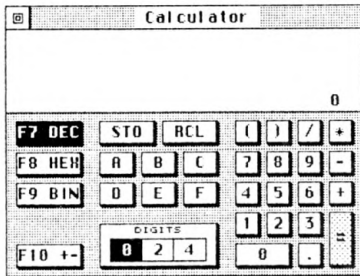 Calculator
0
F7 DEC STO RCL ( ) /
F8 HEX A B C 7 8 9 -
F9 BIN D E F 4 5 6 +
DIGITS 1 2 3 =
F10 +- 0 2 4 0 .